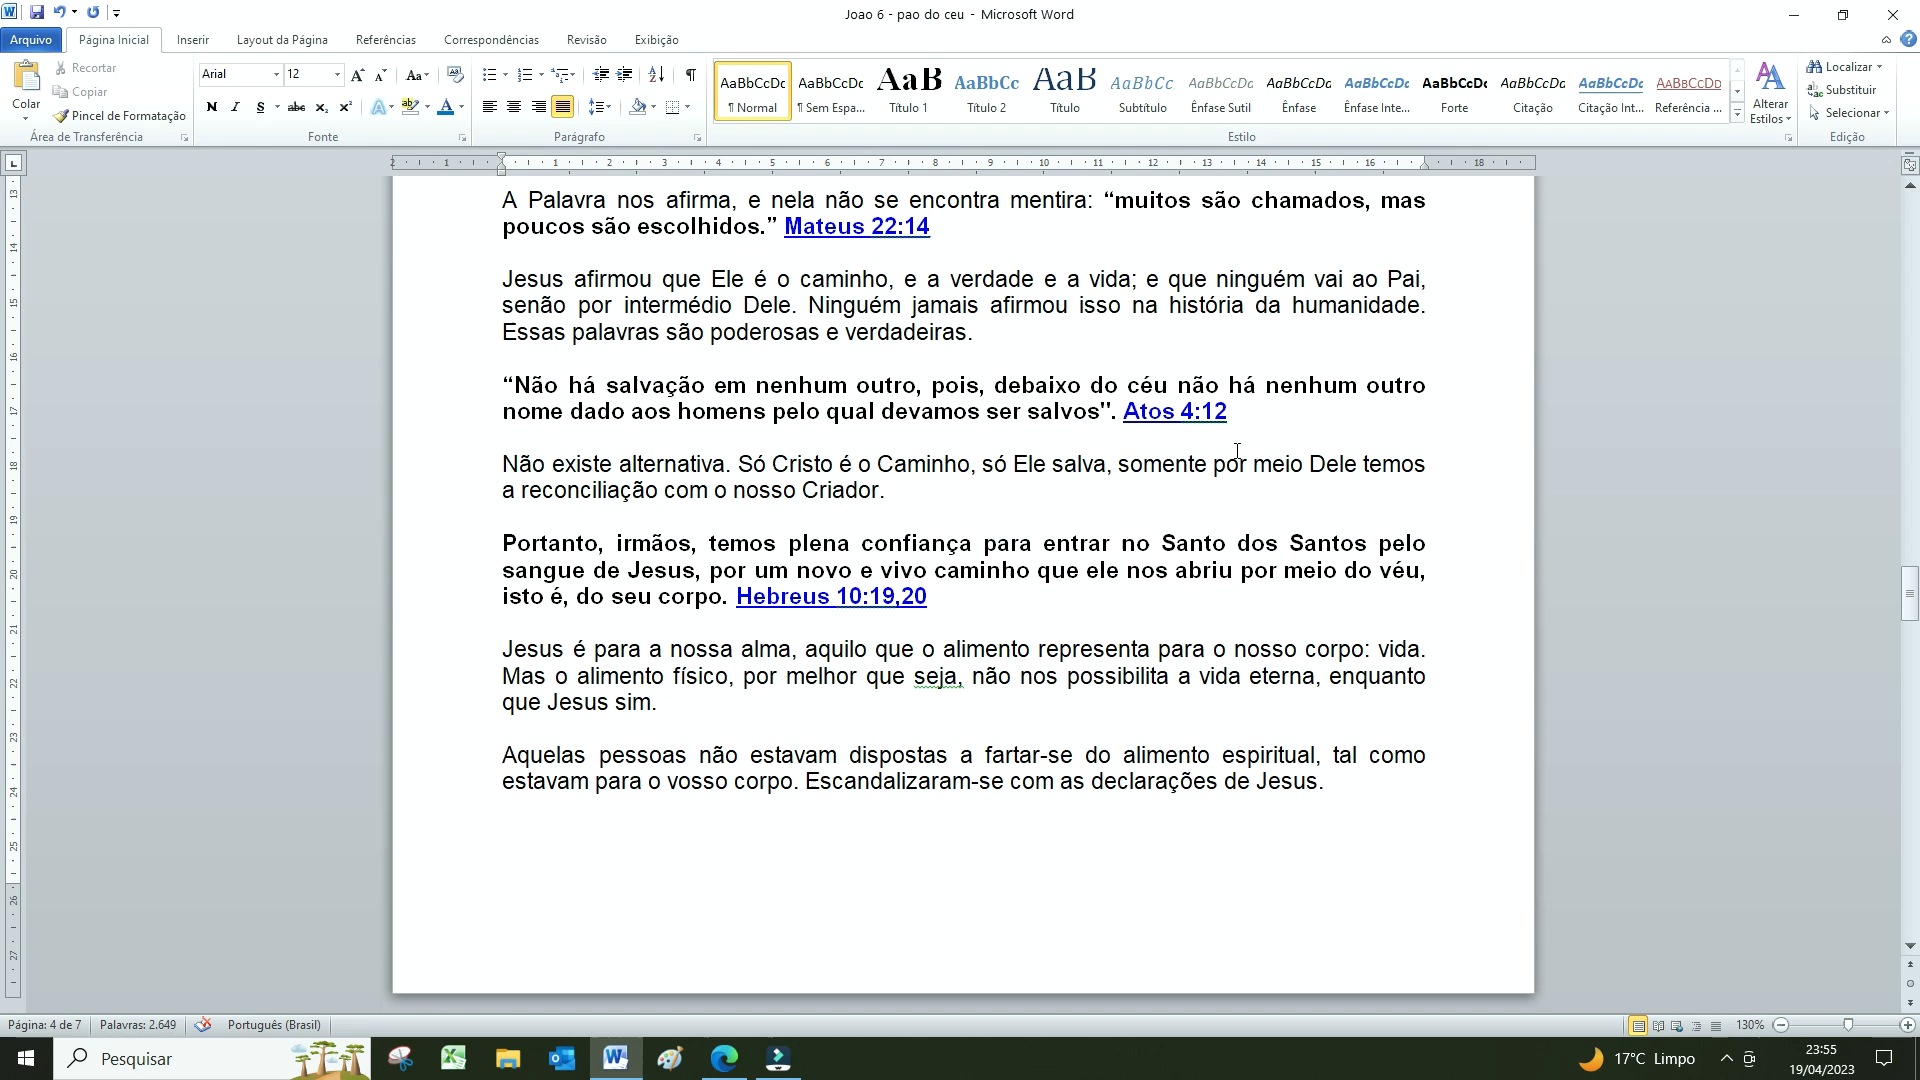 Joao 6 - pao do ceu - Microsoft Word
Arquivo Página Inicial Inserir Layout da Página Referências Correspondências Revisão Exibição
Colar Recortar Copiar Pincel de Formatação
Área de Transferência
Arial 12
Fonte
Parágrafo
AaBbCcDc AaBbCcDc AaB AaBbCc AaB AaBbCc AaBbCcDc AaBbCcDc AaBbCcDc AaBbCcDc AaBbCcDc AaBbCcDc AaBbCcDd
¶ Normal ¶ Sem Espa... Título 1 Título 2 Título Subtítulo Ênfase Sutil Ênfase Ênfase Inte... Forte Citação Citação Int... Referência ...
Estilo
Alterar Estilos
Localizar
Substituir
Selecionar
Edição
A Palavra nos afirma, e nela não se encontra mentira: “muitos são chamados, mas
poucos são escolhidos.” Mateus 22:14
Jesus afirmou que Ele é o caminho, e a verdade e a vida; e que ninguém vai ao Pai,
senão por intermédio Dele. Ninguém jamais afirmou isso na história da humanidade.
Essas palavras são poderosas e verdadeiras.
“Não há salvação em nenhum outro, pois, debaixo do céu não há nenhum outro
nome dado aos homens pelo qual devamos ser salvos". Atos 4:12
Não existe alternativa. Só Cristo é o Caminho, só Ele salva, somente por meio Dele temos
a reconciliação com o nosso Criador.
Portanto, irmãos, temos plena confiança para entrar no Santo dos Santos pelo
sangue de Jesus, por um novo e vivo caminho que ele nos abriu por meio do véu,
isto é, do seu corpo. Hebreus 10:19,20
Jesus é para a nossa alma, aquilo que o alimento representa para o nosso corpo: vida.
Mas o alimento físico, por melhor que seja, não nos possibilita a vida eterna, enquanto
que Jesus sim.
Aquelas pessoas não estavam dispostas a fartar-se do alimento espiritual, tal como
estavam para o vosso corpo. Escandalizaram-se com as declarações de Jesus.
Página: 4 de 7 Palavras: 2.649 Português (Brasil) 130%
Pesquisar 17°C Limpo 23:55
19/04/2023